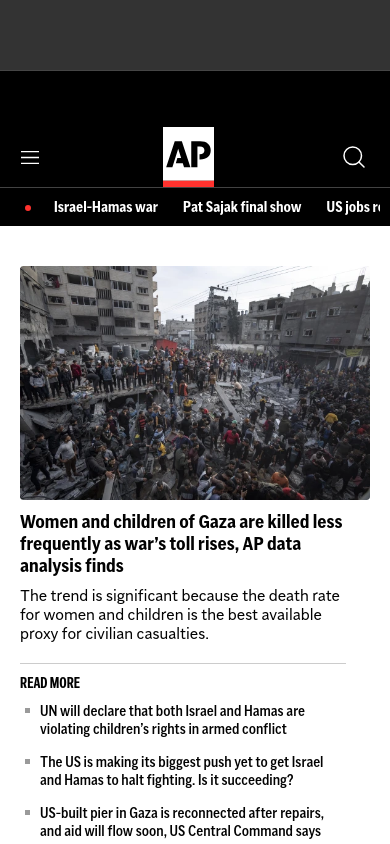 AP
Israel-Hamas war
Pat Sajak final show
US jobs
Women and children of Gaza are killed less
frequently as war's toll rises, AP data
analysis finds
The trend is significant because the death rate
for women and children is the best available
proxy for civilian casualties.
READ MORE
UN will declare that both Israel and Hamas are
violating children's rights in armed conflict
The US is making its biggest push yet to get Israel
and Hamas to halt fighting. Is it succeeding?
US-built pier in Gaza is reconnected after repairs,
and aid will flow soon, US Central Command says